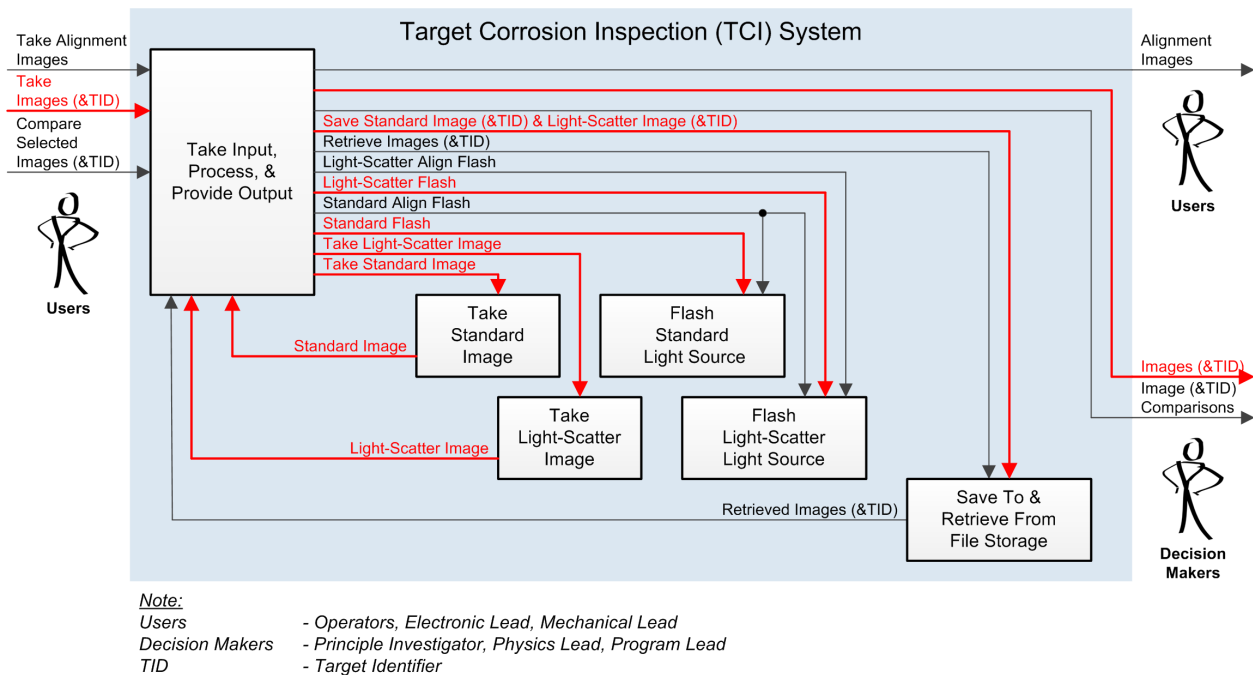 Target Corrosion Inspection (TCI) System
Take Alignment
Images
Take
Images (&TID)
Compare
Selected
Images (&TID)
Users
Take Input,
Process, &
Provide Output
Save Standard Image (&TID) & Light-Scatter Image (&TID)
Retrieve Images (&TID)
Light-Scatter Align Flash
Light-Scatter Flash
Standard Align Flash
Standard Flash
Take Light-Scatter Image
Take Standard Image
Take
Standard
Image
Flash
Standard
Light Source
Standard Image
Take
Light-Scatter
Image
Flash
Light-Scatter
Light Source
Light-Scatter Image
Save To &
Retrieve From
File Storage
Retrieved Images (&TID)
Alignment
Images
Users
Images (&TID)
Image (&TID)
Comparisons
Decision
Makers
Note:
Users - Operators, Electronic Lead, Mechanical Lead
Decision Makers - Principle Investigator, Physics Lead, Program Lead
TID - Target Identifier